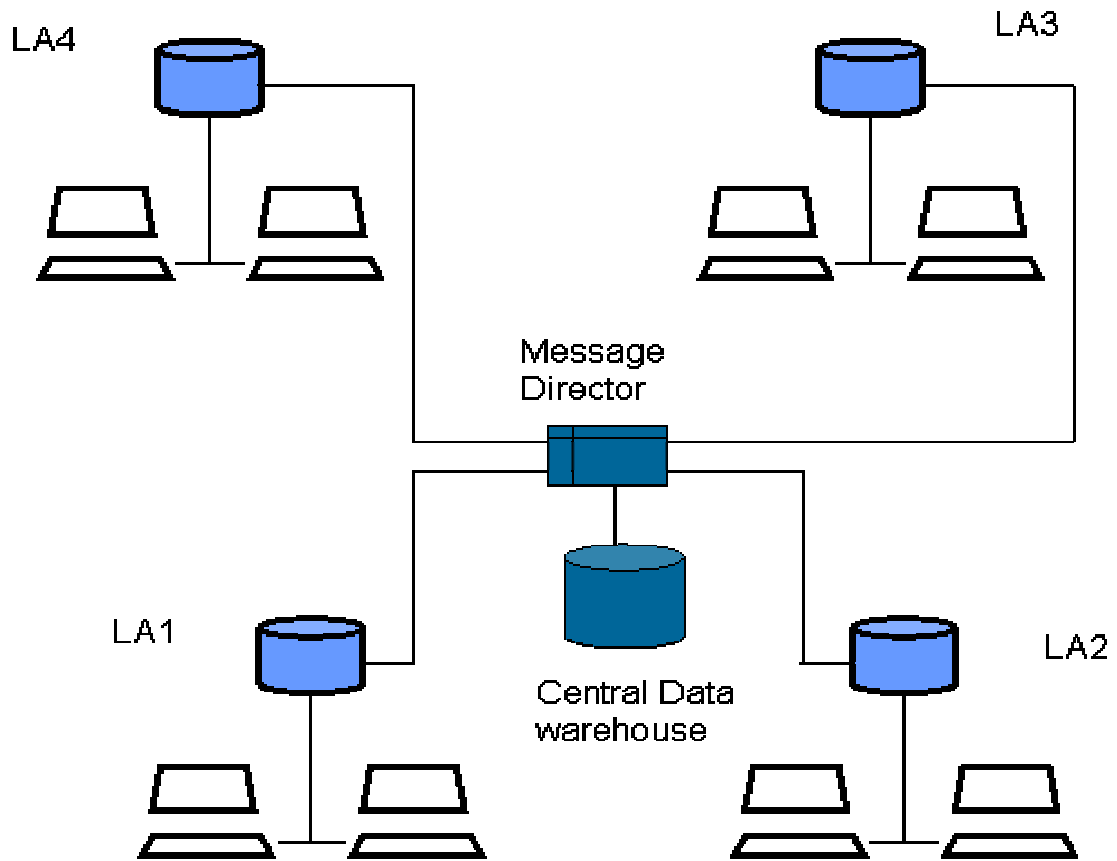 LA4
LA3
Message
Director
LA1
LA2
Central Data
warehouse